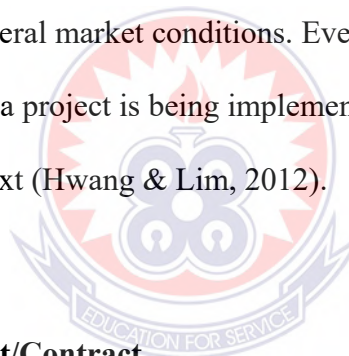 eral market conditions. Eve
a project is being implemen
xt (Hwang & Lim, 2012).
EDUCATION FOR SERVICE
t/Contract